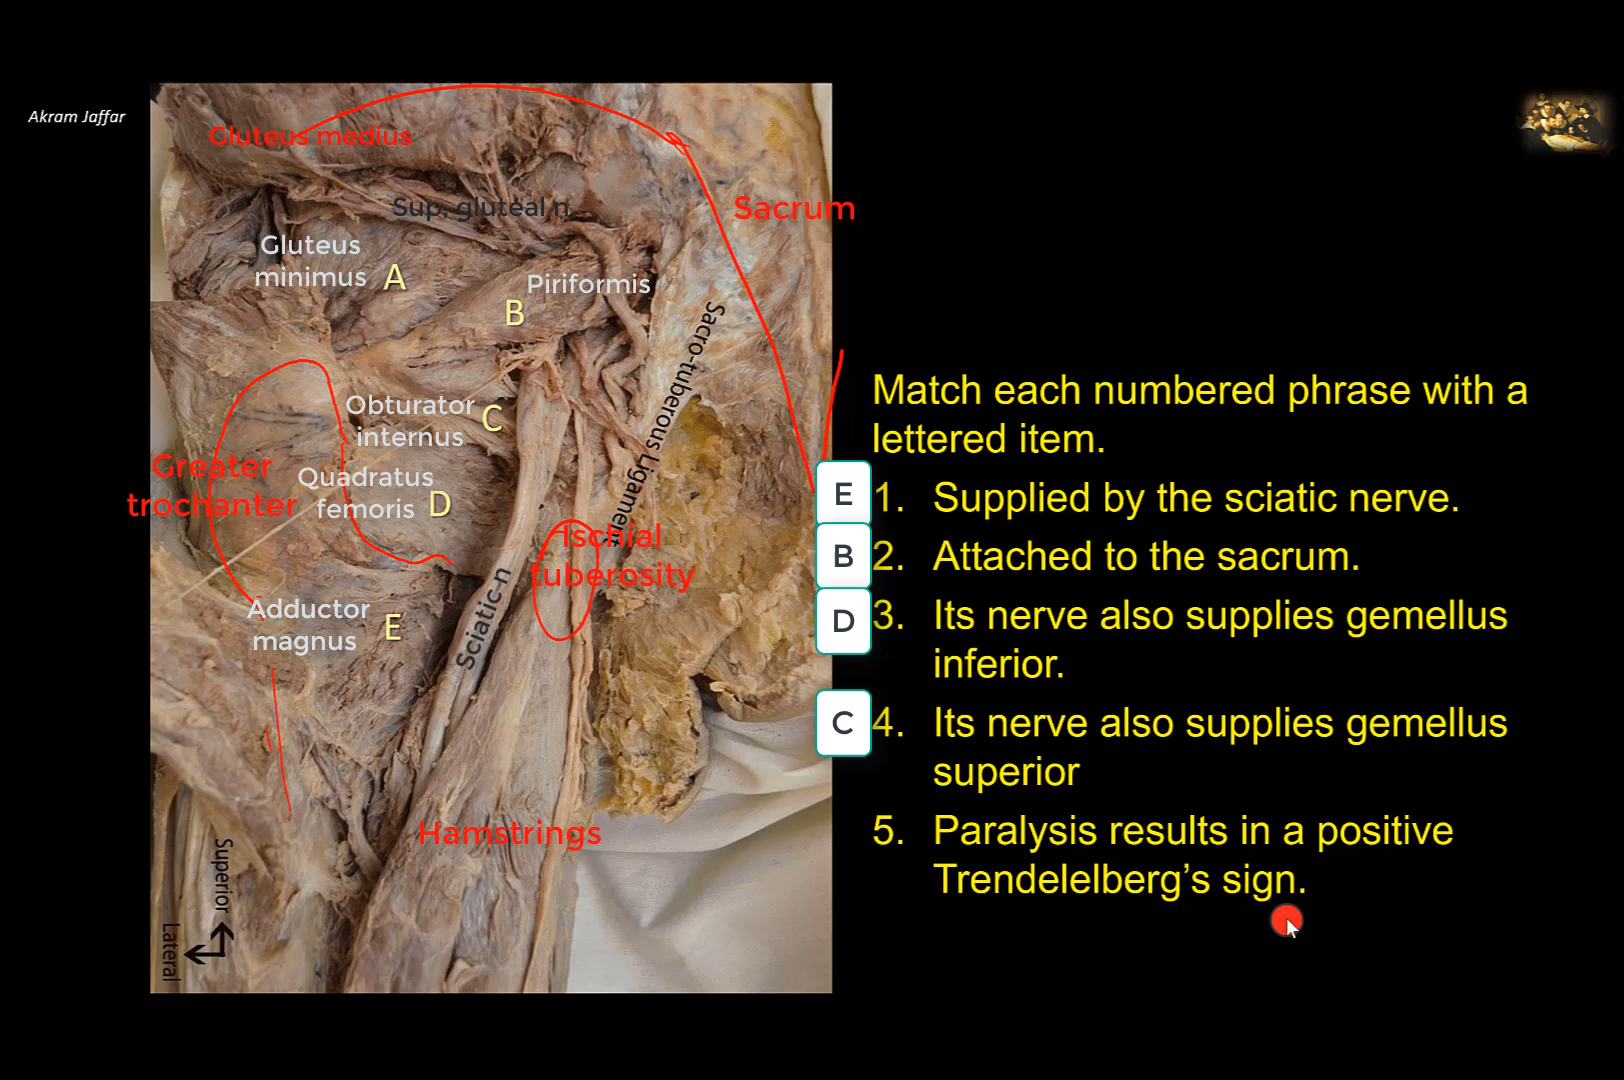 Akram Jaffar
Gluteus medius
Sup, gluteal n.
Sacrum
Gluteus
minimus
A
Piriformis
B
Sacro-tuberous Ligament
Obturator
internus
C
Greater
trochanter
Quadratus
femoris
D
Ischial
tuberosity
Sciatic n
Adductor
magnus
E
Hamstrings
Superior
Lateral
Match each numbered phrase with a
lettered item.
E
1. Supplied by the sciatic nerve.
B
2. Attached to the sacrum.
D
3. Its nerve also supplies gemellus
inferior.
C
4. Its nerve also supplies gemellus
superior
5. Paralysis results in a positive
Trendelelberg’s sign.